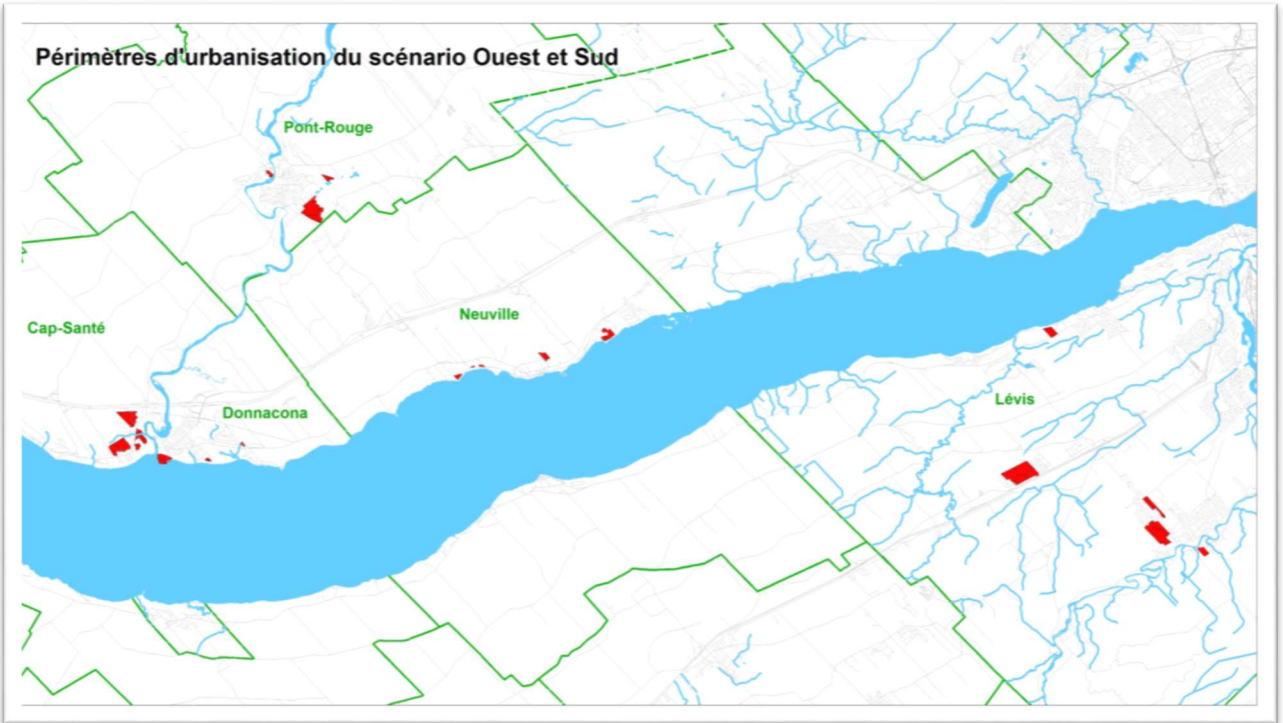 Périmètres d'urbanisation du scénario Ouest et Sud
Pont-Rouge
Neuville
Cap-Santé
Lévis
Donnacona